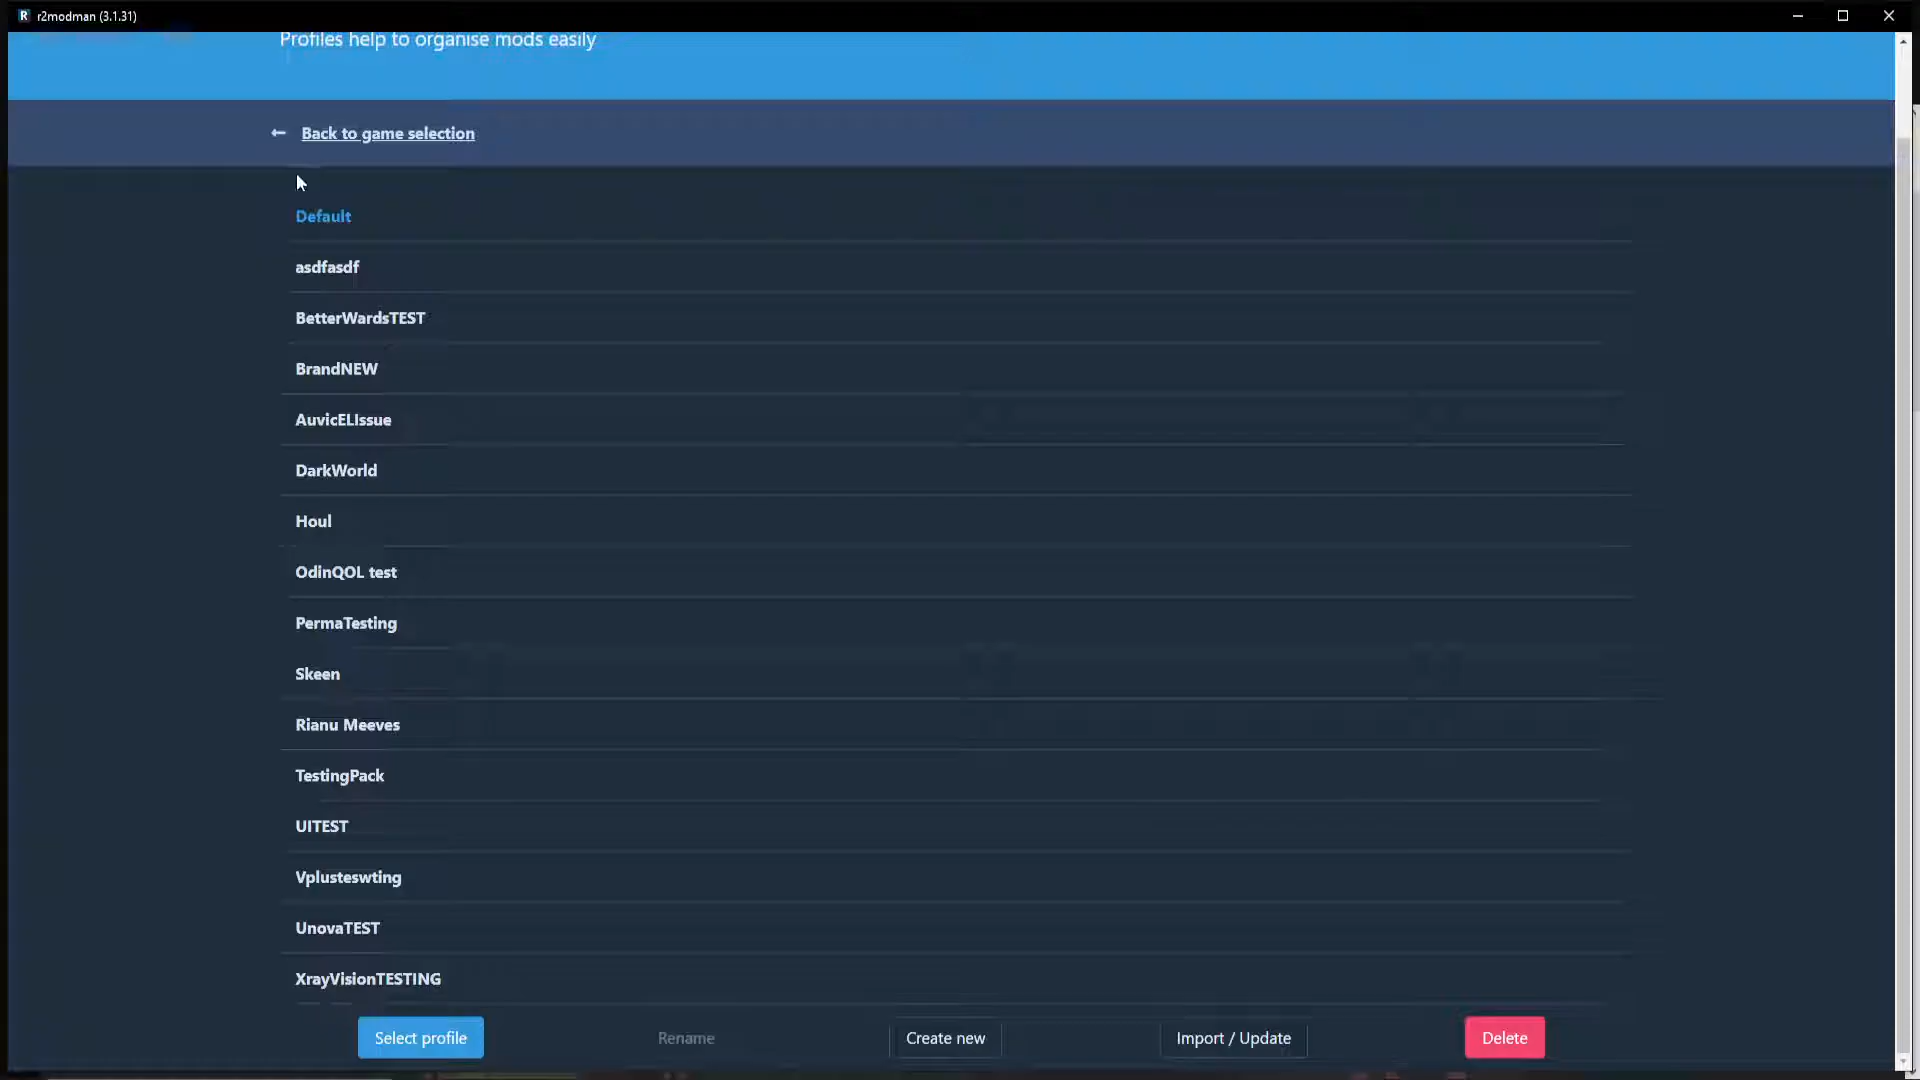 r2modman (3.1.31)
Profiles help to organise mods easily
Back to game selection
Default
asdfasdf
BetterWardsTEST
BrandNEW
AuvicELIssue
DarkWorld
Houl
OdinQOL test
PermaTesting
Skeen
Rianu Meeves
TestingPack
UITEST
Vplusteswting
UnovaTEST
XrayVisionTESTING
Select profile
Rename
Create new
Import / Update
Delete